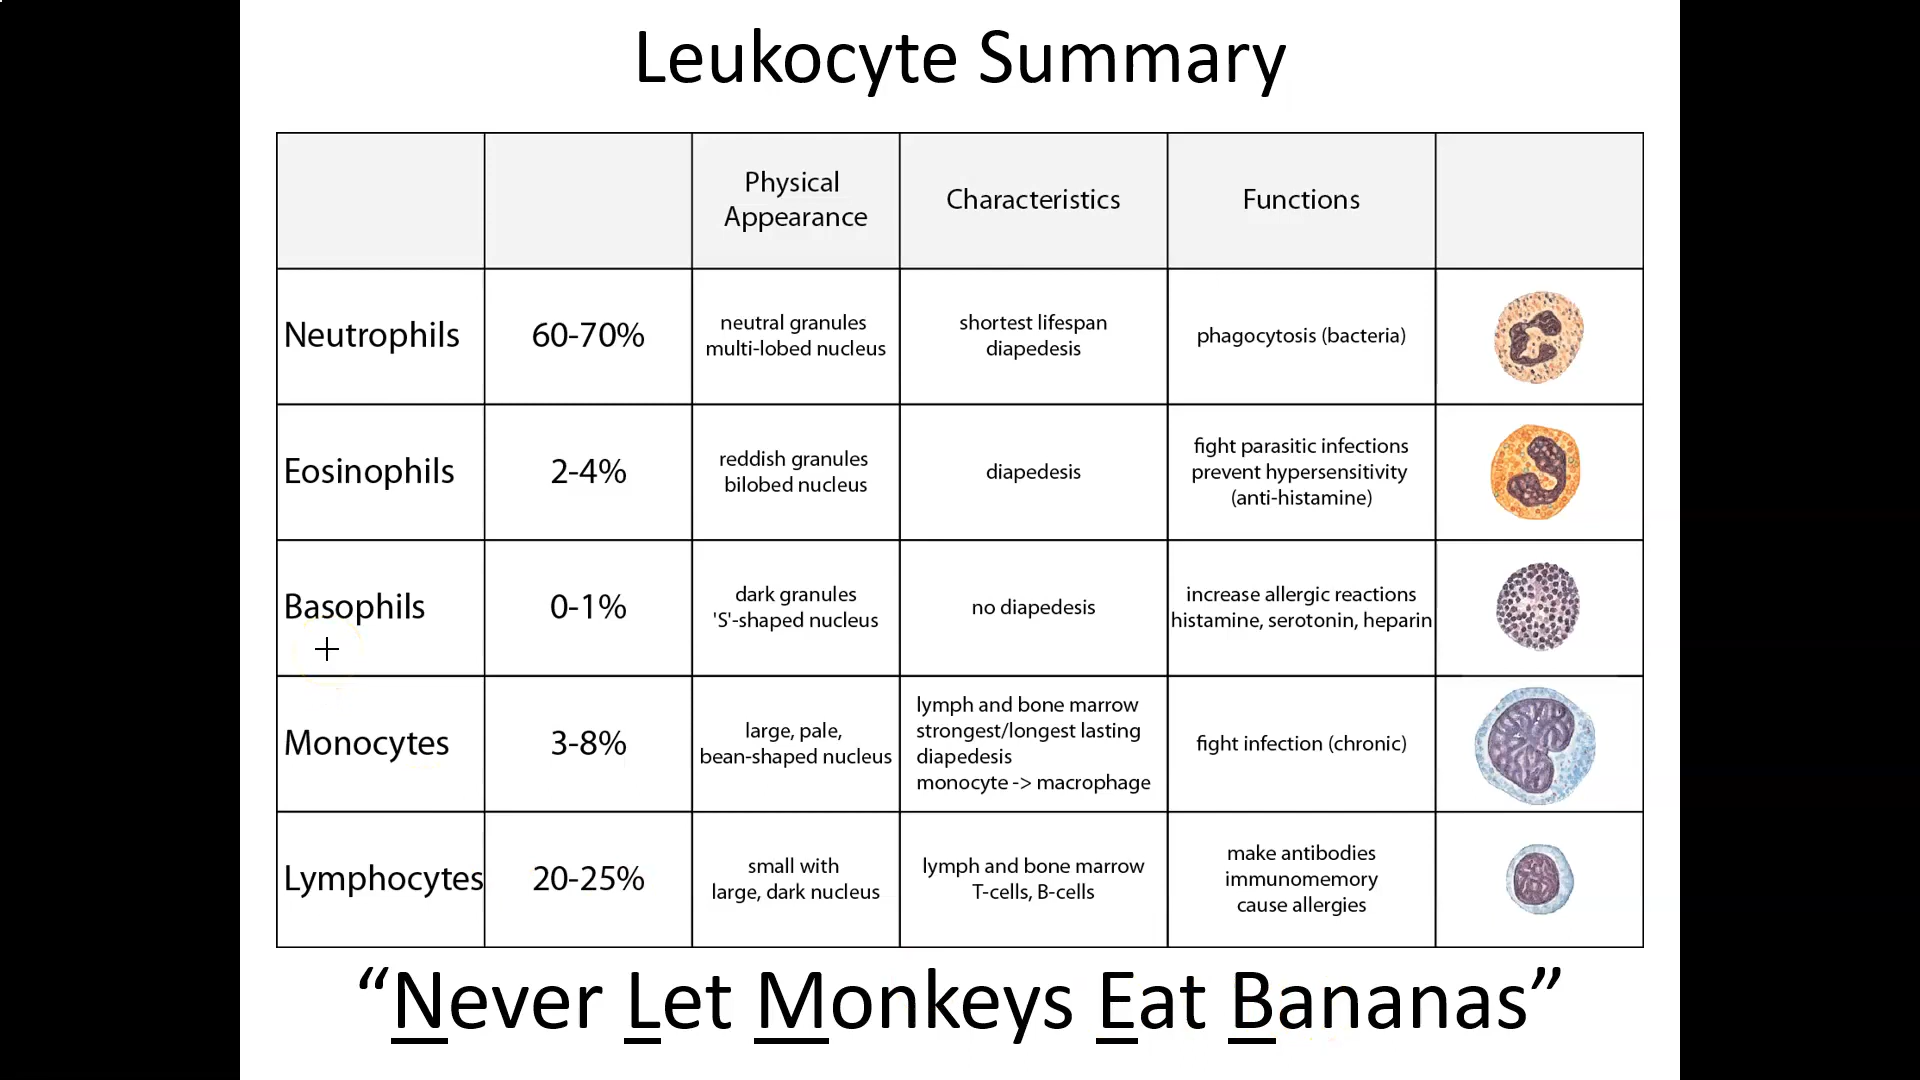 Leukocyte Summary
Physical
Appearance
Characteristics
Functions
Neutrophils
60-70%
neutral granules
multi-lobed nucleus
shortest lifespan
diapedesis
phagocytosis (bacteria)
Eosinophils
2-4%
reddish granules
bilobed nucleus
diapedesis
fight parasitic infections
prevent hypersensitivity
(anti-histamine)
Basophils
0-1%
dark granules
'S'-shaped nucleus
no diapedesis
increase allergic reactions
histamine, serotonin, heparin
Monocytes
3-8%
large, pale,
bean-shaped nucleus
lymph and bone marrow
strongest/longest lasting
diapedesis
monocyte -> macrophage
fight infection (chronic)
Lymphocytes
20-25%
small with
large, dark nucleus
lymph and bone marrow
T-cells, B-cells
make antibodies
immunomemory
cause allergies
“Never Let Monkeys Eat Bananas”